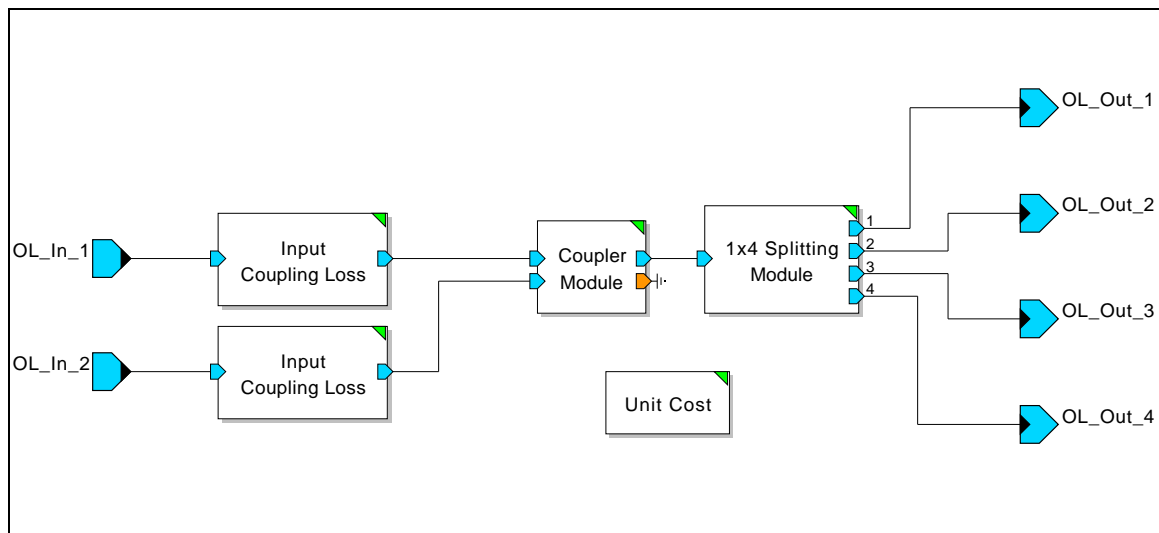 OL_In_1
Input
Coupling Loss
OL_In_2
Input
Coupling Loss
Coupler
Module
1x4 Splitting
Module
1
2
3
4
Unit Cost
OL_Out_1
OL_Out_2
OL_Out_3
OL_Out_4